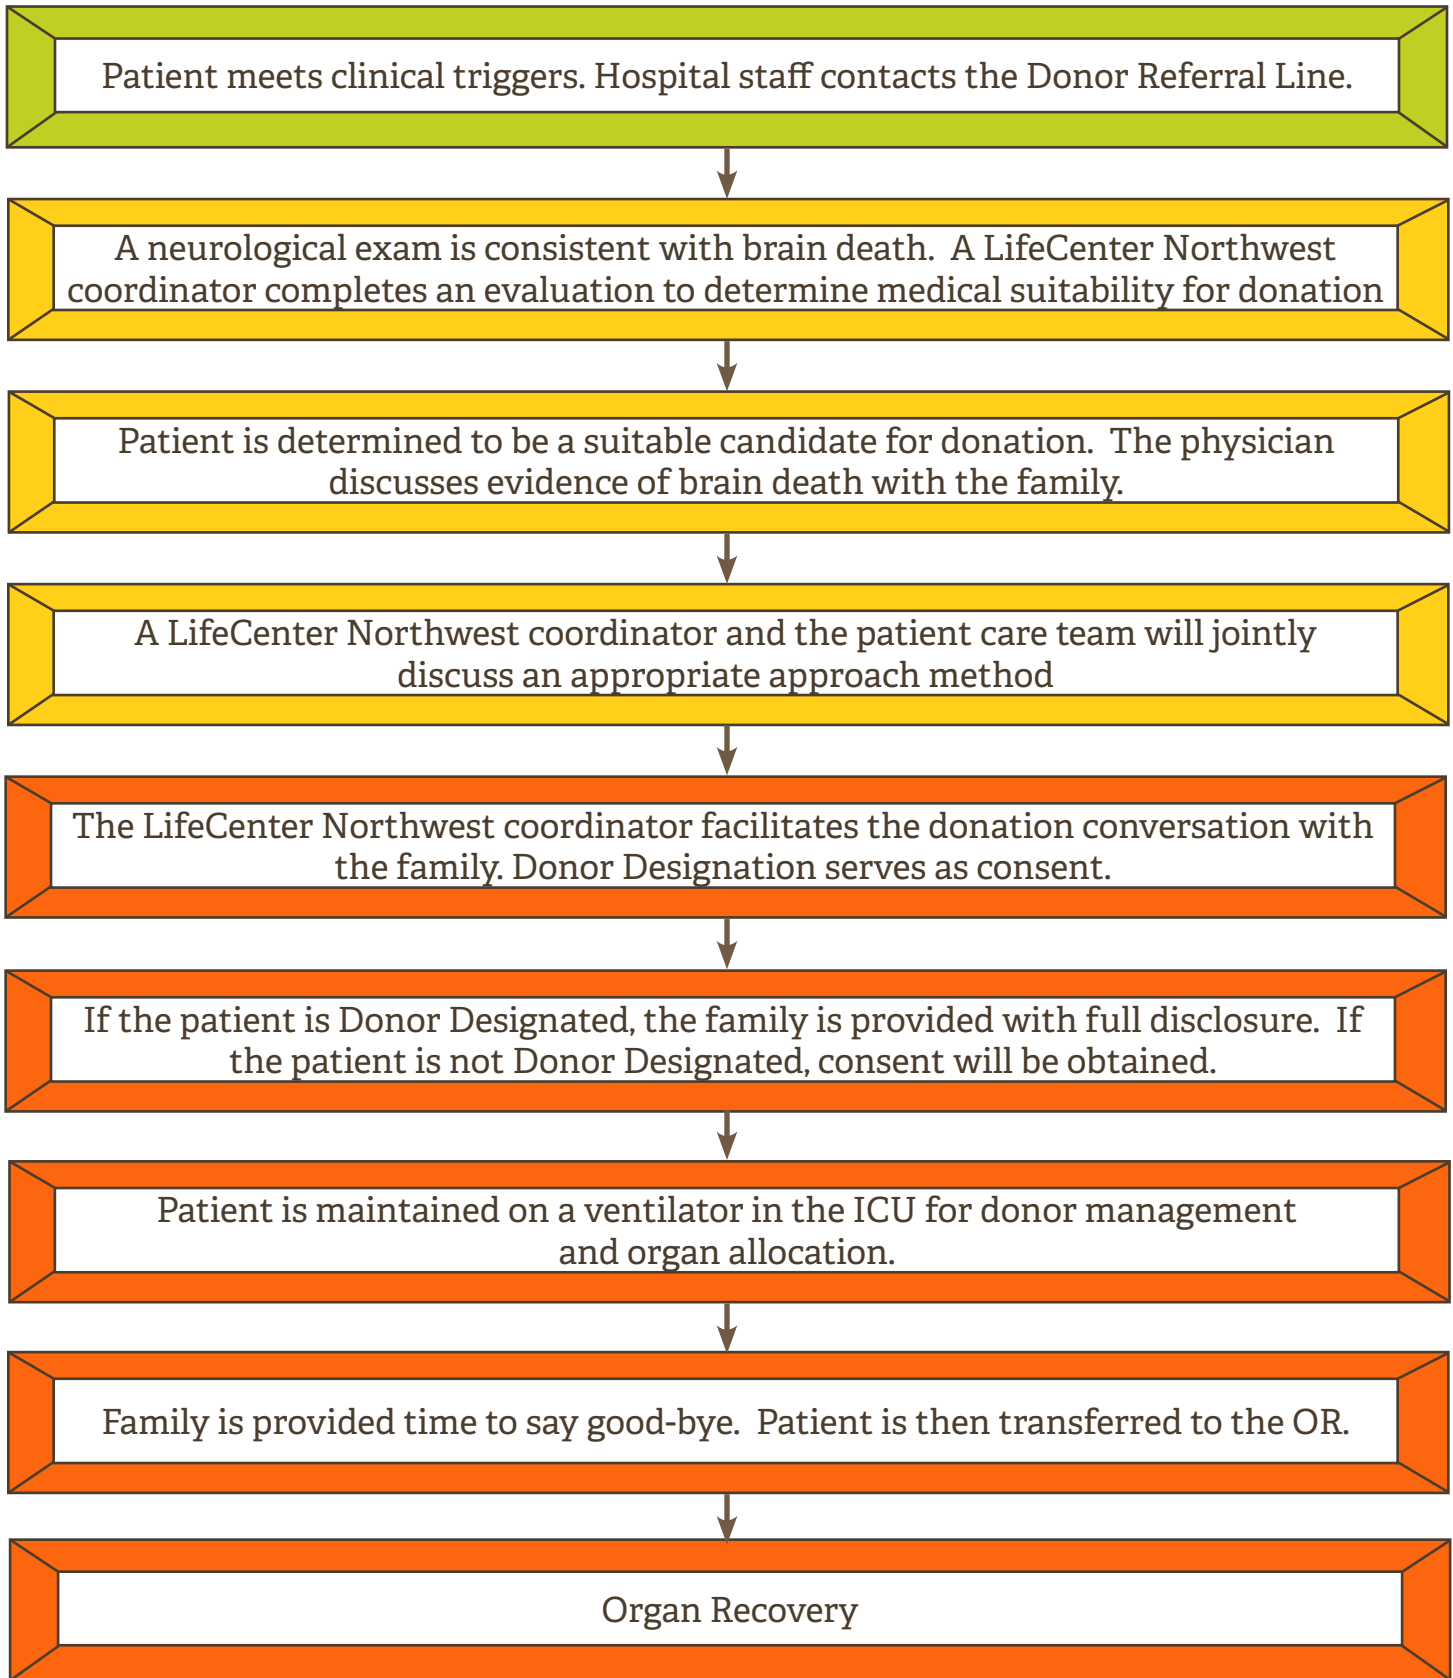 Patient meets clinical triggers. Hospital staff contacts the Donor Referral Line.
A neurological exam is consistent with brain death.  A LifeCenter Northwest
coordinator completes an evaluation to determine medical suitability for donation
Patient is determined to be a suitable candidate for donation.  The physician
discusses evidence of brain death with the family.
A LifeCenter Northwest coordinator and the patient care team will jointly
discuss an appropriate approach method
The LifeCenter Northwest coordinator facilitates the donation conversation with
the family. Donor Designation serves as consent.
If the patient is Donor Designated, the family is provided with full disclosure.  If
the patient is not Donor Designated, consent will be obtained.
Patient is maintained on a ventilator in the ICU for donor management
and organ allocation.
Family is provided time to say good-bye.  Patient is then transferred to the OR.
Organ Recovery